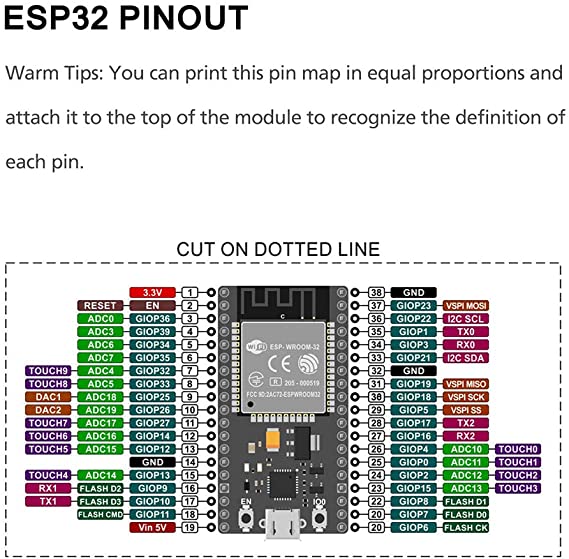 ESP32 PINOUT
Warm Tips: You can print this pin map in equal proportions and
attach it to the top of the module to recognize the definition of
each pin.
CUT ON DOTTED LINE
3.3V 1 38 GND
RESET EN 2 37 GIOP23 VSPI MOSI
ADC0 GIOP36 3 36 GIOP22 I2C SCL
ADC3 GIOP39 4 35 GIOP1 TX0
ADC6 GIOP34 5 34 GIOP3 RX0
ADC7 GIOP35 6 33 GIOP21 I2C SDA
TOUCH9 ADC4 GIOP32 7 32 GND
TOUCH8 ADC5 GIOP33 8 31 GIOP19 VSPI MISO
DAC1 ADC18 GIOP25 9 30 GIOP18 VSPI SCK
DAC2 ADC19 GIOP26 10 29 GIOP5 VSPI SS
TOUCH7 ADC17 GIOP27 11 28 GIOP17 TX2
TOUCH6 ADC16 GIOP14 12 27 GIOP16 RX2
TOUCH5 ADC15 GIOP12 13 26 GIOP4 ADC10 TOUCH0
GND 14 25 GIOP0 ADC11 TOUCH1
TOUCH4 ADC14 GIOP13 15 24 GIOP2 ADC12 TOUCH2
RX1 FLASH D2 GIOP9 16 23 GIOP15 ADC13 TOUCH3
TX1 FLASH D3 GIOP10 17 22 GIOP8 FLASH D1
FLASH CMD GIOP11 18 20 GIOP7 FLASH D0
Vin 5V 19 20 GIOP6 FLASH CK
C
WiFi ESP-WROOM-32
CE
R 205-000519
FCC ID:2AC72-ESPWROOM32
EN IO0